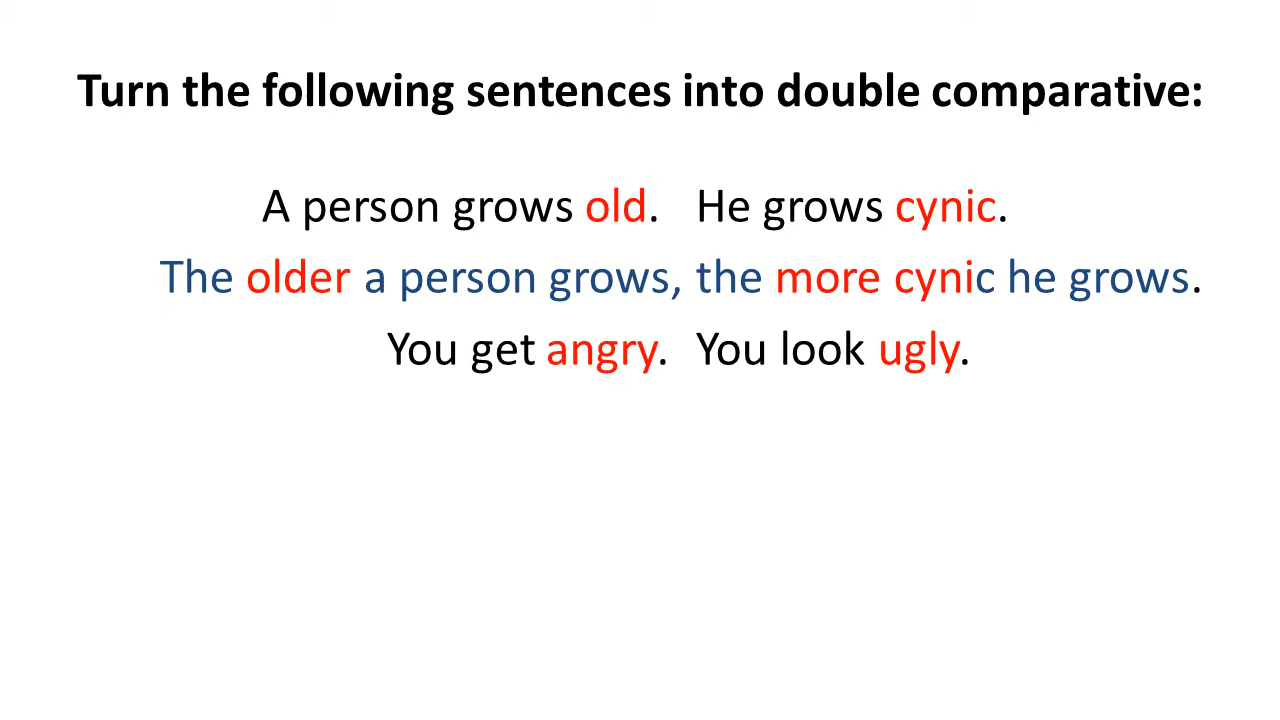 Turn the following sentences into double comparative:
A person grows old. He grows cynic.
The older a person grows, the more cynic he grows.
You get angry. You look ugly.